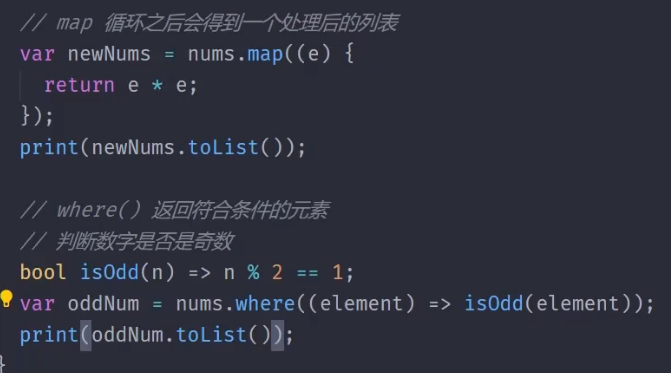 // map 循环之后会得到一个处理后的列表
var newNums = nums.map((e) {
  return e * e;
});
print(newNums.toList());
// where() 返回符合条件的元素
// 判断数字是否是奇数
bool isOdd(n) => n % 2 == 1;
var oddNum = nums.where((element) => isOdd(element));
print(oddNum.toList());
}